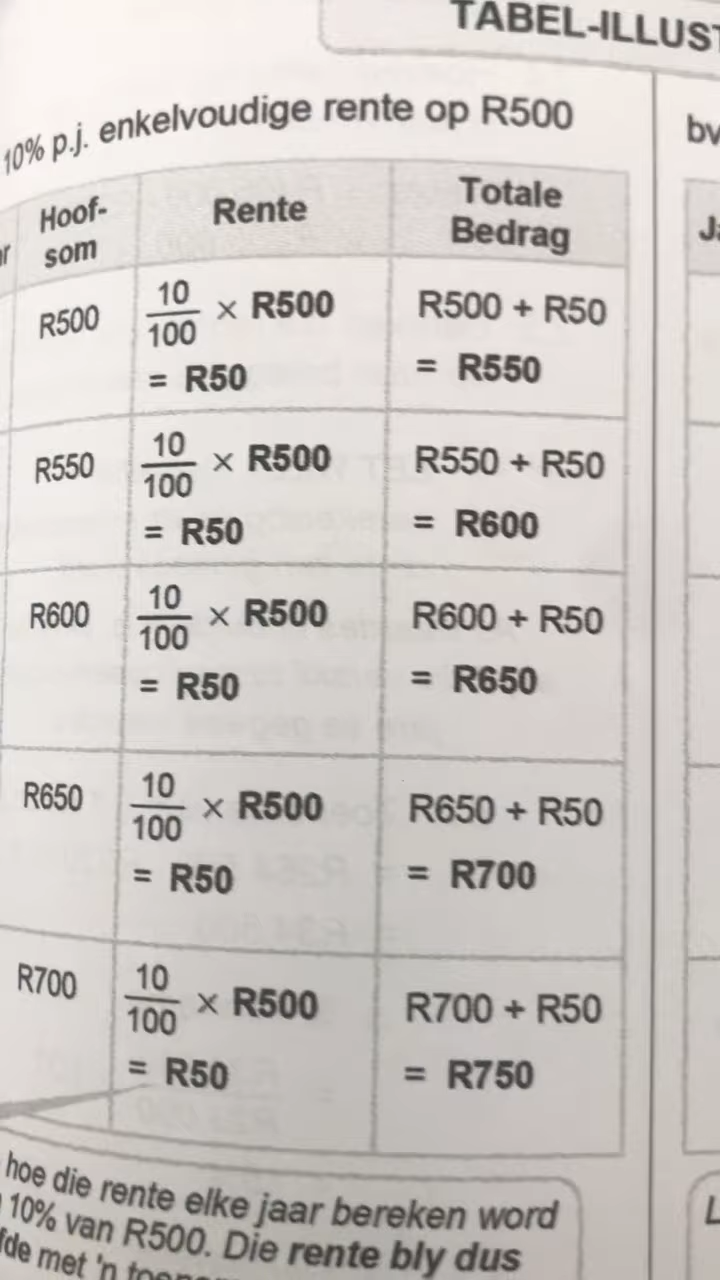 TABEL-ILLUST
10% p.j. enkelvoudige rente op R500
bv
Hoof-
som
Rente
Totale
Bedrag
R500
10/100 × R500
= R50
R500 + R50
= R550
R550
10/100 × R500
= R50
R550 + R50
= R600
R600
10/100 × R500
= R50
R600 + R50
= R650
R650
10/100 × R500
= R50
R650 + R50
= R700
R700
10/100 × R500
= R50
R700 + R50
= R750
hoe die rente elke jaar bereken word
10% van R500. Die rente bly dus
met 'n